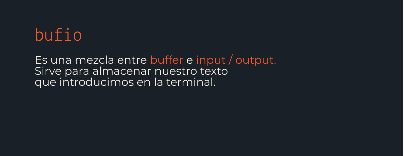 bufio
Es una mezcla entre buffer e input / output.
Sirve para almacenar nuestro texto
que introducimos en la terminal.